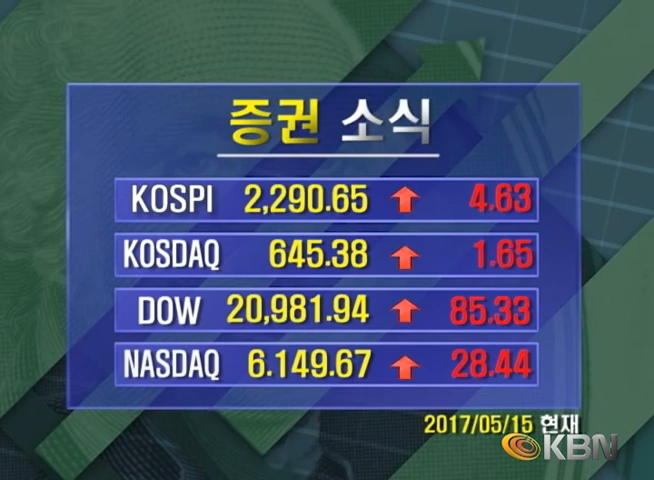 증권 소식
KOSPI 2,290.65 ↑ 4.63
KOSDAQ 645.38 ↑ 1.65
DOW 20,981.94 ↑ 85.33
NASDAQ 6.149.67 ↑ 28.44
2017/05/15 현재
KBN